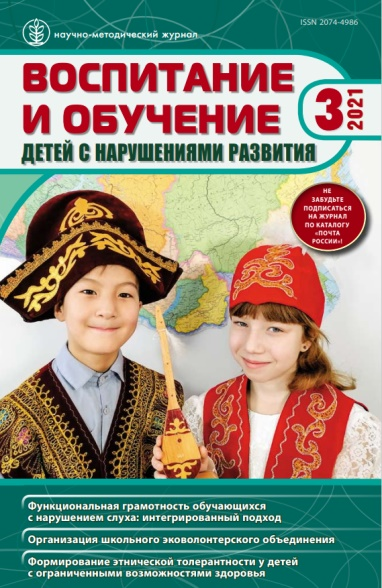 ISSN 2074-4986
научно-методический журнал
ВОСПИТАНИЕ
И ОБУЧЕНИЕ
ДЕТЕЙ С НАРУШЕНИЯМИ РАЗВИТИЯ
3
2021
НЕ
ЗАБУДЬТЕ
ПОДПИСАТЬСЯ
НА ЖУРНАЛ
ПО КАТАЛОГУ
«ПОЧТА
РОССИИ»!
Функциональная грамотность обучающихся
с нарушением слуха: интегрированный подход
Организация школьного эковолонтерского объединения
Формирование этнической толерантности у детей
с ограниченными возможностями здоровья